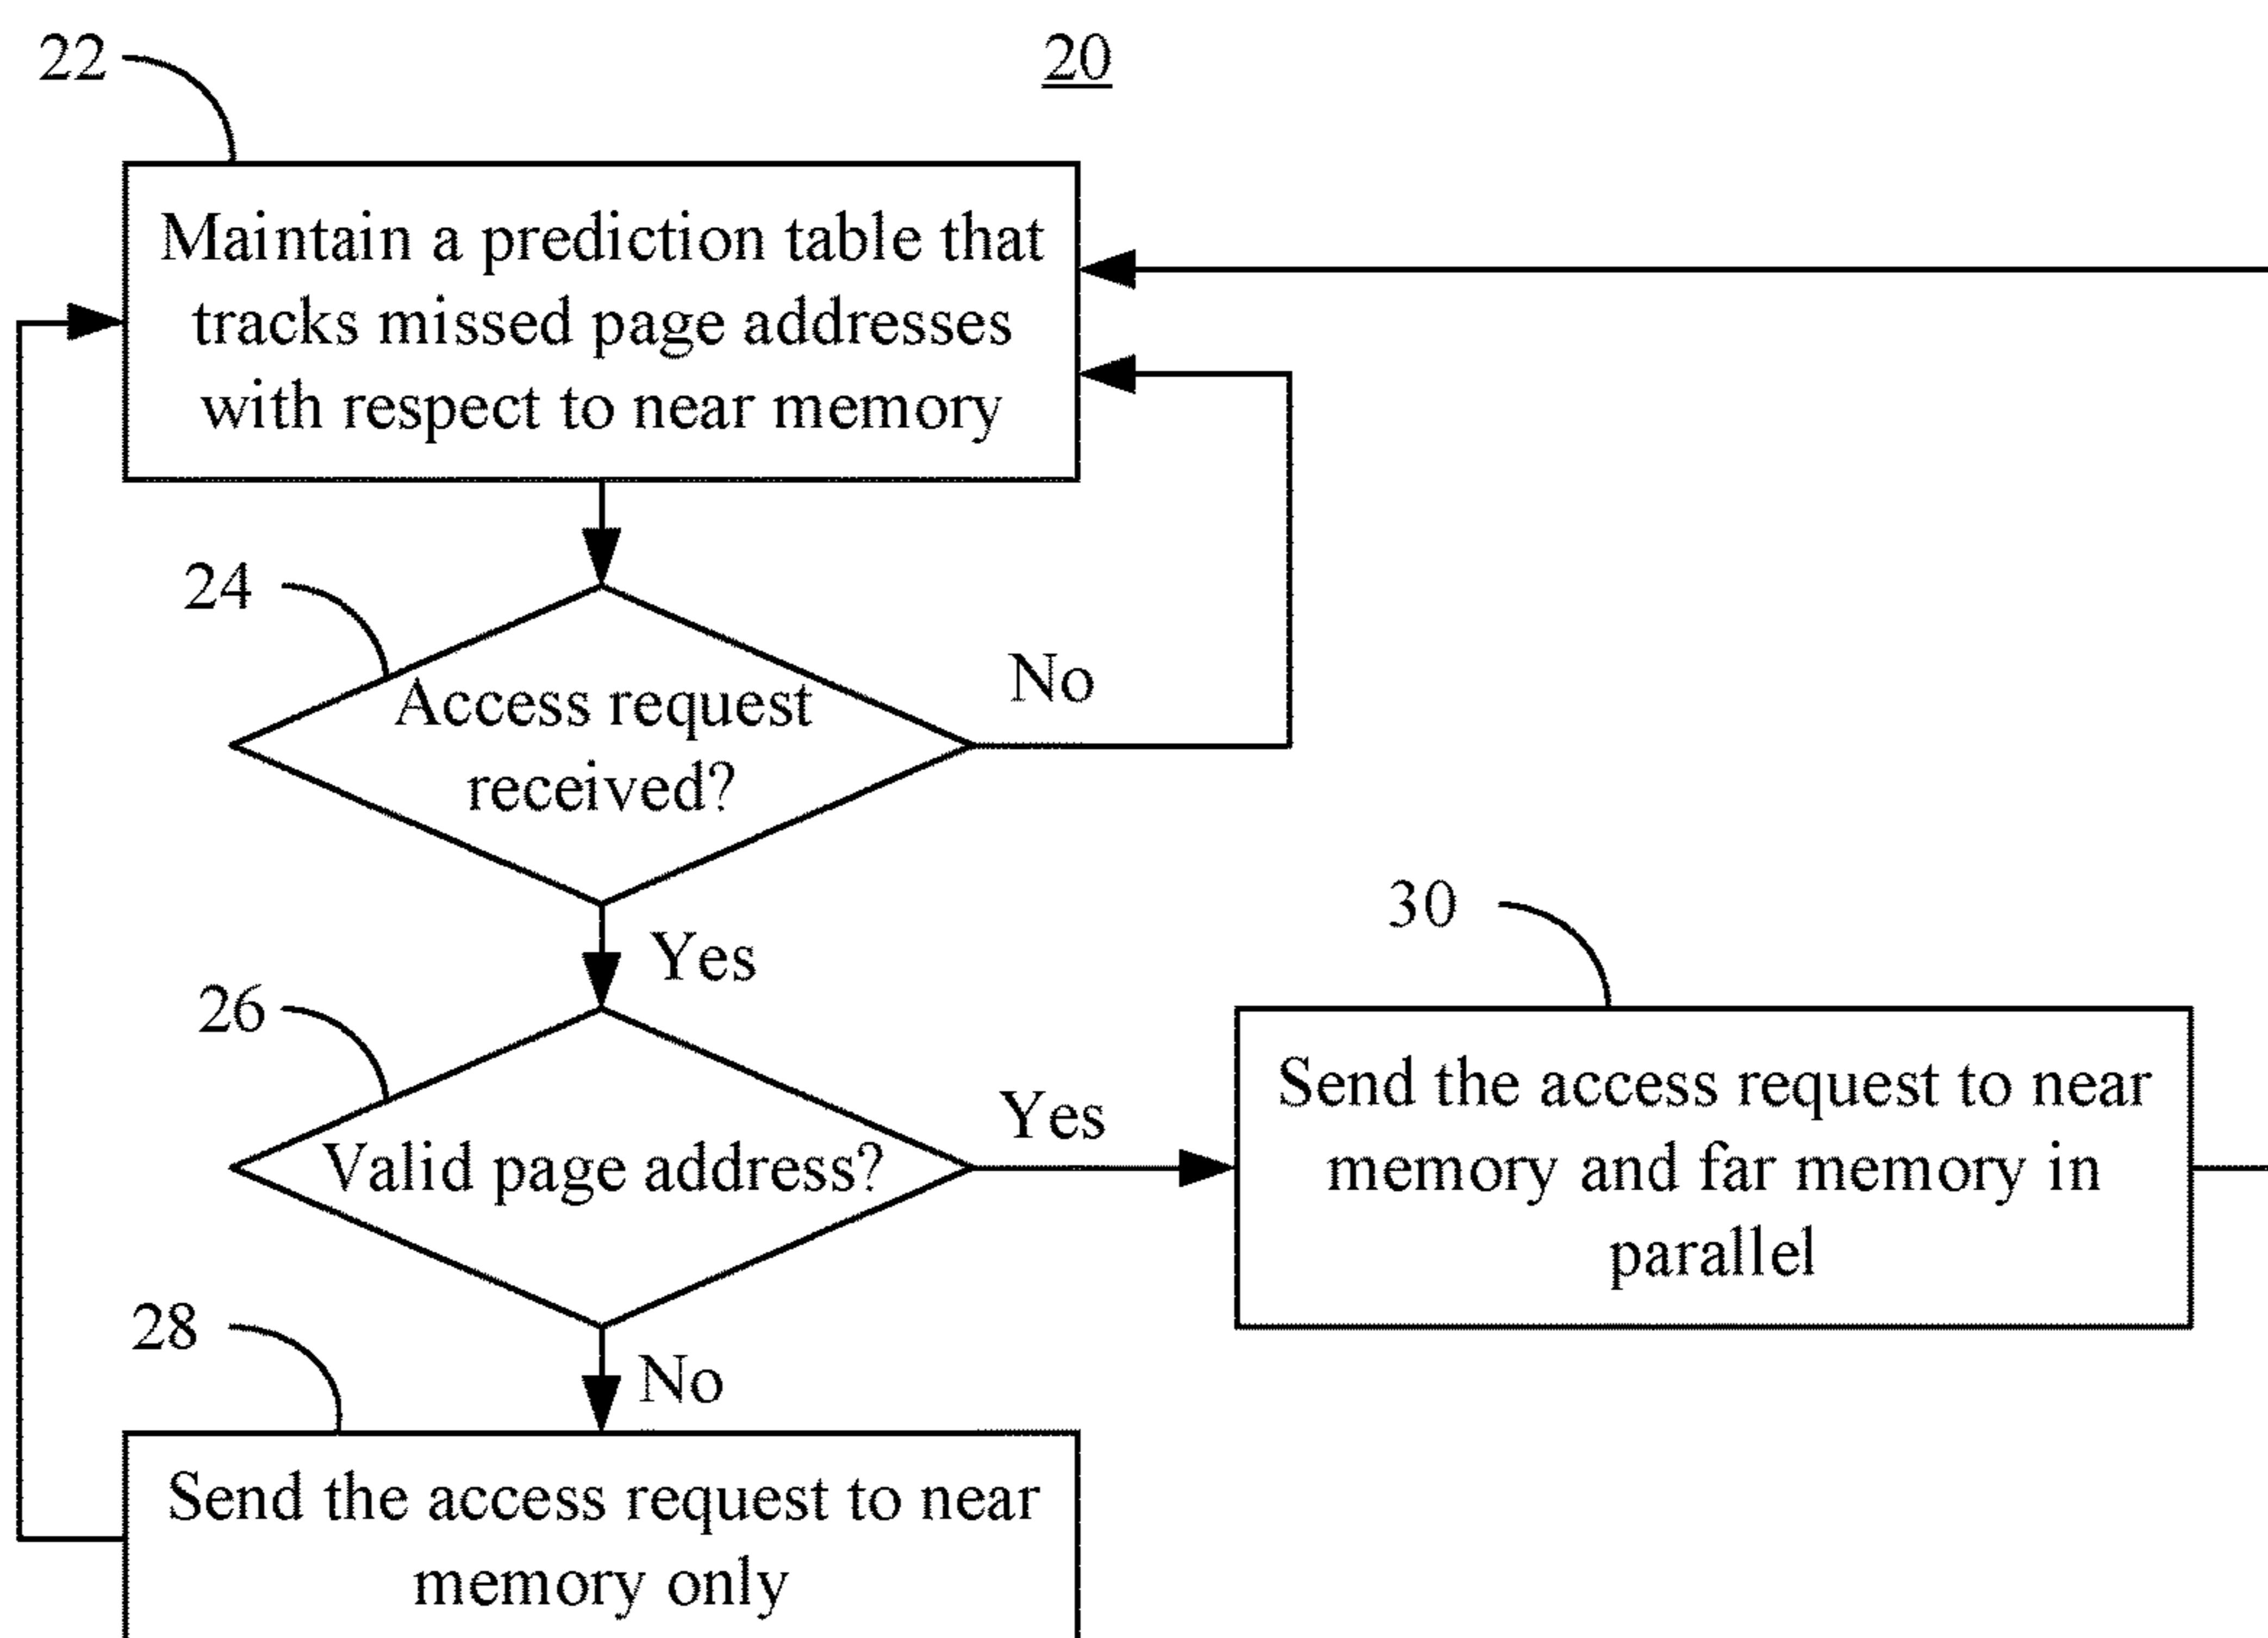 22
20
Maintain a prediction table that
tracks missed page addresses
with respect to near memory
24
No
Access request
received?
Yes
30
26
Yes
Valid page address?
Send the access request to near
memory and far memory in
parallel
28
No
Send the access request to near
memory only